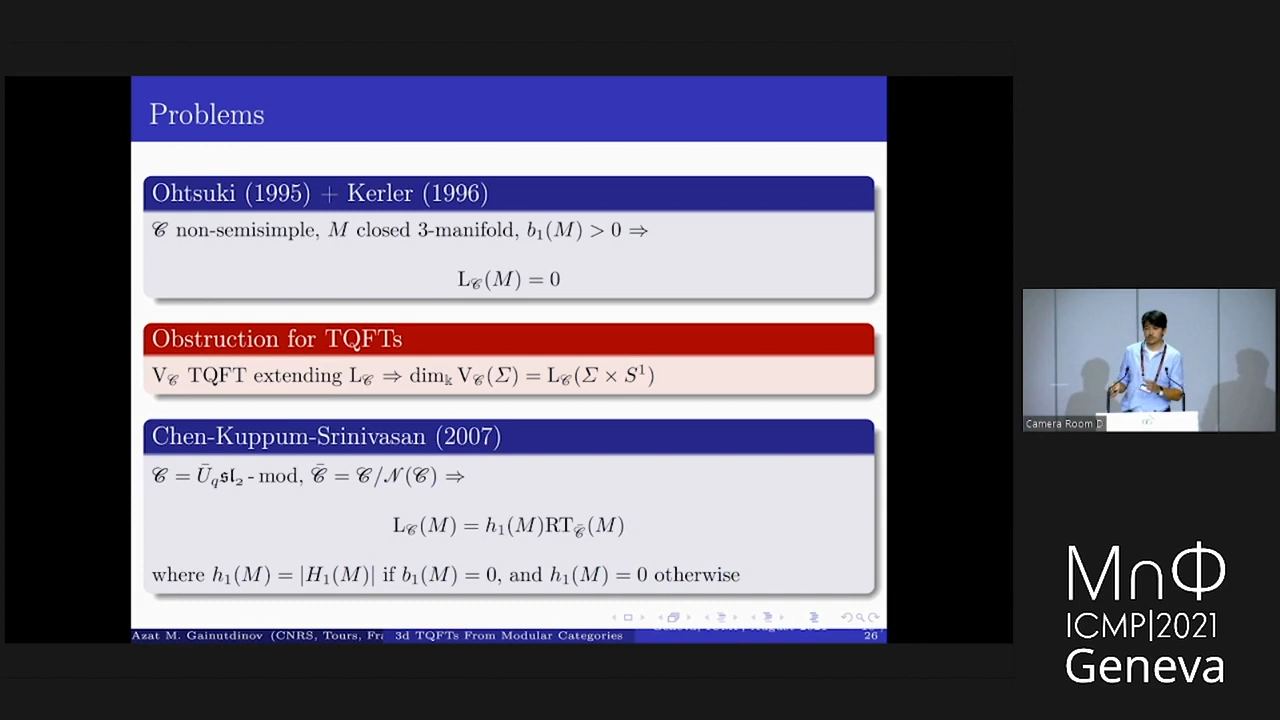 Problems
Ohtsuki (1995) + Kerler (1996)
𝒞 non-semisimple, M closed 3-manifold, b₁(M) > 0 ⇒
L_𝒞(M) = 0
Obstruction for TQFTs
V_𝒞 TQFT extending L_𝒞 ⇒ dim_𝕜 V_𝒞(Σ) = L_𝒞(Σ × S¹)
Chen-Kuppum-Srinivasan (2007)
𝒞 = Ū_q𝔰𝔩₂ - mod, 𝒞̄ = 𝒞/𝒩(𝒞) ⇒
L_𝒞(M) = h₁(M)RT_𝒞̄(M)
where h₁(M) = |H₁(M)| if b₁(M) = 0, and h₁(M) = 0 otherwise
Azat M. Gainutdinov (CNRS, Tours, Fra
3d TQFTs From Modular Categories
26
Camera Room D
MnΦ
ICMP|2021
Geneva